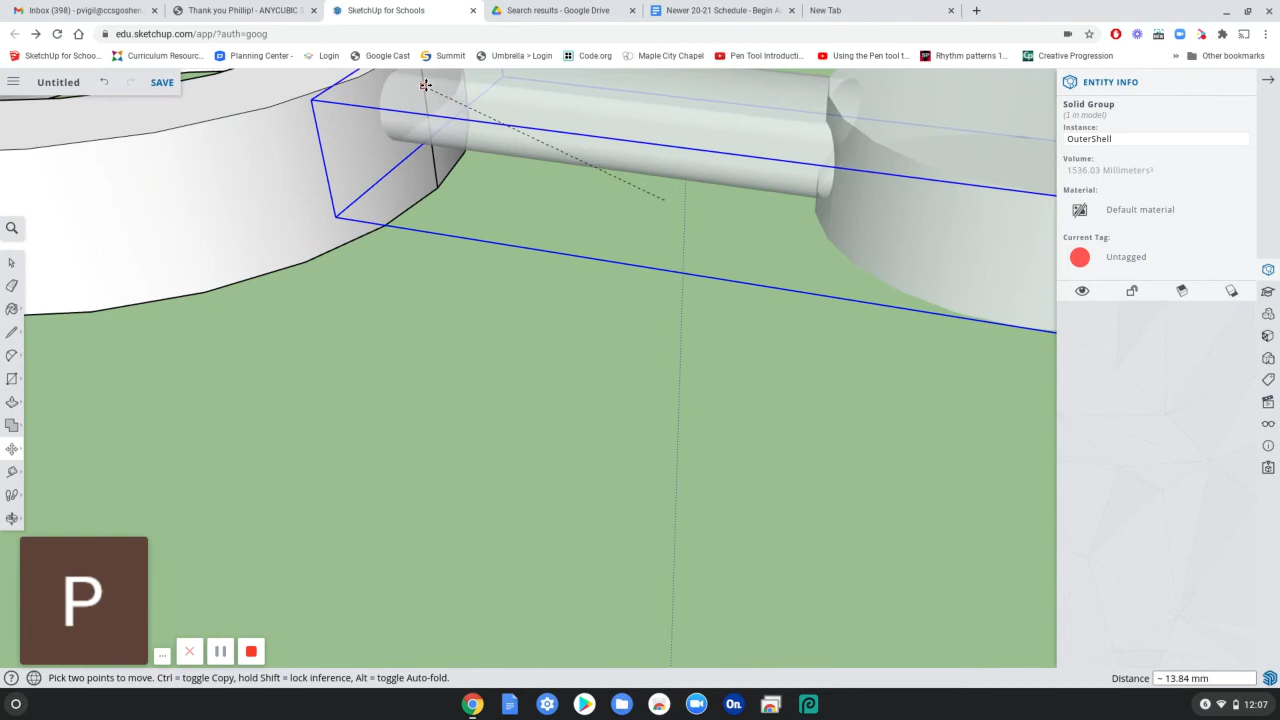 Inbox (398) - pvigil@ccsgoshen.
Thank you Phillip! - ANYCUBIC 3
SketchUp for Schools
Search results - Google Drive
Newer 20-21 Schedule - Begin A
New Tab
edu.sketchup.com/app/?auth=goog
SketchUp for Schoo...
Curriculum Resourc...
Planning Center -
Login
Google Cast
Summit
Umbrella > Login
Code.org
Maple City Chapel
Pen Tool Introducti...
Using the Pen tool t...
Rhythm patterns 1...
Creative Progression
»
Other bookmarks
Untitled
SAVE
ENTITY INFO
Solid Group
(1 in model)
Instance:
OuterShell
Volume:
1536.03 Millimeters³
Material:
Default material
Current Tag:
Untagged
P
...
Pick two points to move. Ctrl = toggle Copy, hold Shift = lock inference, Alt = toggle Auto-fold.
Distance ~ 13.84 mm
On
6
12:07